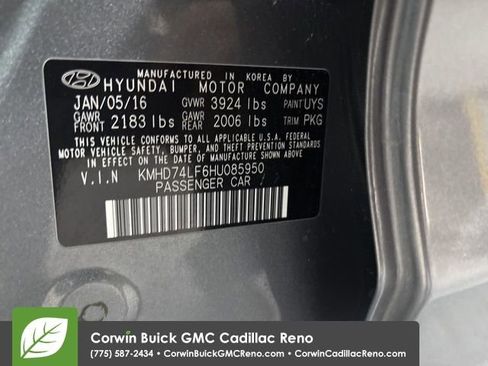 MANUFACTURED IN KOREA BY
HYUNDAI MOTOR COMPANY
JAN/05/16 GVWR 3924 lbs PAINT UYS
GAWR FRONT 2183 lbs GAWR REAR 2006 lbs TRIM PKG
THIS VEHICLE CONFORMS TO ALL APPLICABLE U.S.A. FEDERAL
MOTOR VEHICLE SAFETY, BUMPER, AND THEFT PREVENTION STANDARDS
IN EFFECT ON THE DATE OF MANUFACTURE SHOWN ABOVE.
V.I.N KMHD74LF6HU085950
PASSENGER CAR
Corwin Buick GMC Cadillac Reno
(775) 587-2434 • CorwinBuickGMCReno.com • CorwinCadillacReno.com